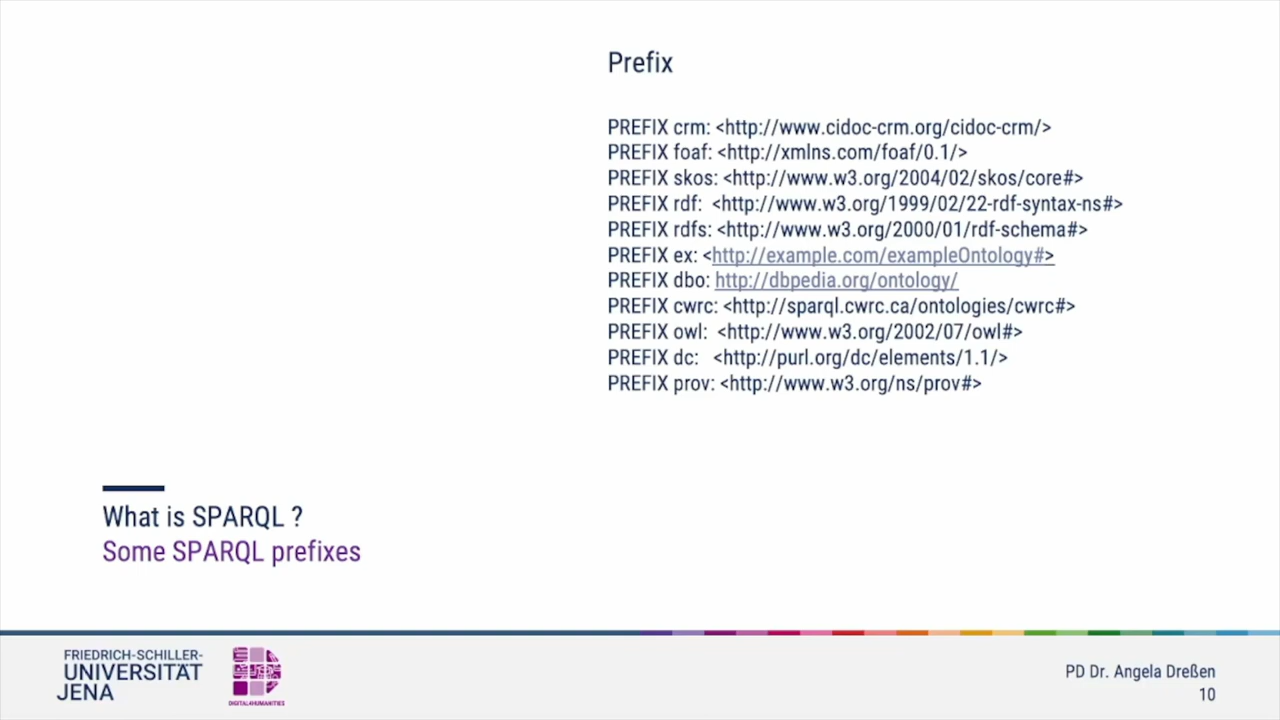 Prefix
PREFIX crm: <http://www.cidoc-crm.org/cidoc-crm/>
PREFIX foaf: <http://xmlns.com/foaf/0.1/>
PREFIX skos: <http://www.w3.org/2004/02/skos/core#>
PREFIX rdf: <http://www.w3.org/1999/02/22-rdf-syntax-ns#>
PREFIX rdfs: <http://www.w3.org/2000/01/rdf-schema#>
PREFIX ex: <http://example.com/exampleOntology#>
PREFIX dbo: http://dbpedia.org/ontology/
PREFIX cwrc: <http://sparql.cwrc.ca/ontologies/cwrc#>
PREFIX owl: <http://www.w3.org/2002/07/owl#>
PREFIX dc: <http://purl.org/dc/elements/1.1/>
PREFIX prov: <http://www.w3.org/ns/prov#>
What is SPARQL ?
Some SPARQL prefixes
FRIEDRICH-SCHILLER-
UNIVERSITÄT
JENA
DIGITAL4HUMANITIES
PD Dr. Angela Dreßen
10